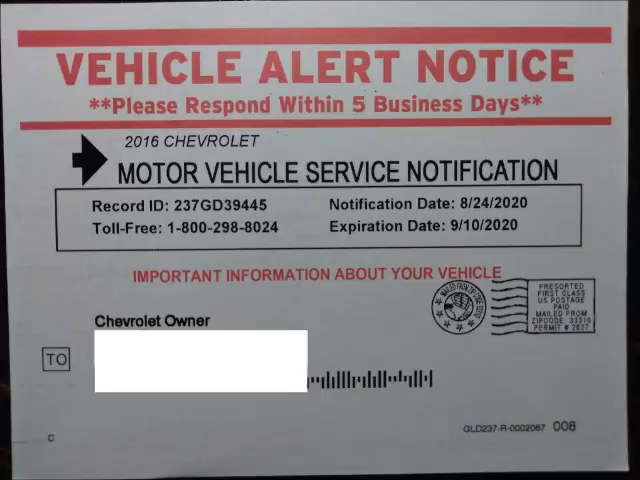 VEHICLE ALERT NOTICE
**Please Respond Within 5 Business Days**
2016 CHEVROLET
MOTOR VEHICLE SERVICE NOTIFICATION
Record ID: 237GD39445
Notification Date: 8/24/2020
Toll-Free: 1-800-298-8024
Expiration Date: 9/10/2020
IMPORTANT INFORMATION ABOUT YOUR VEHICLE
PRESORTED
FIRST CLASS
US POSTAGE
PAID
MAILED FROM
ZIPCODE: 33316
PERMIT # 2827
Chevrolet Owner
TO
GLD237-R-0002087 008
C